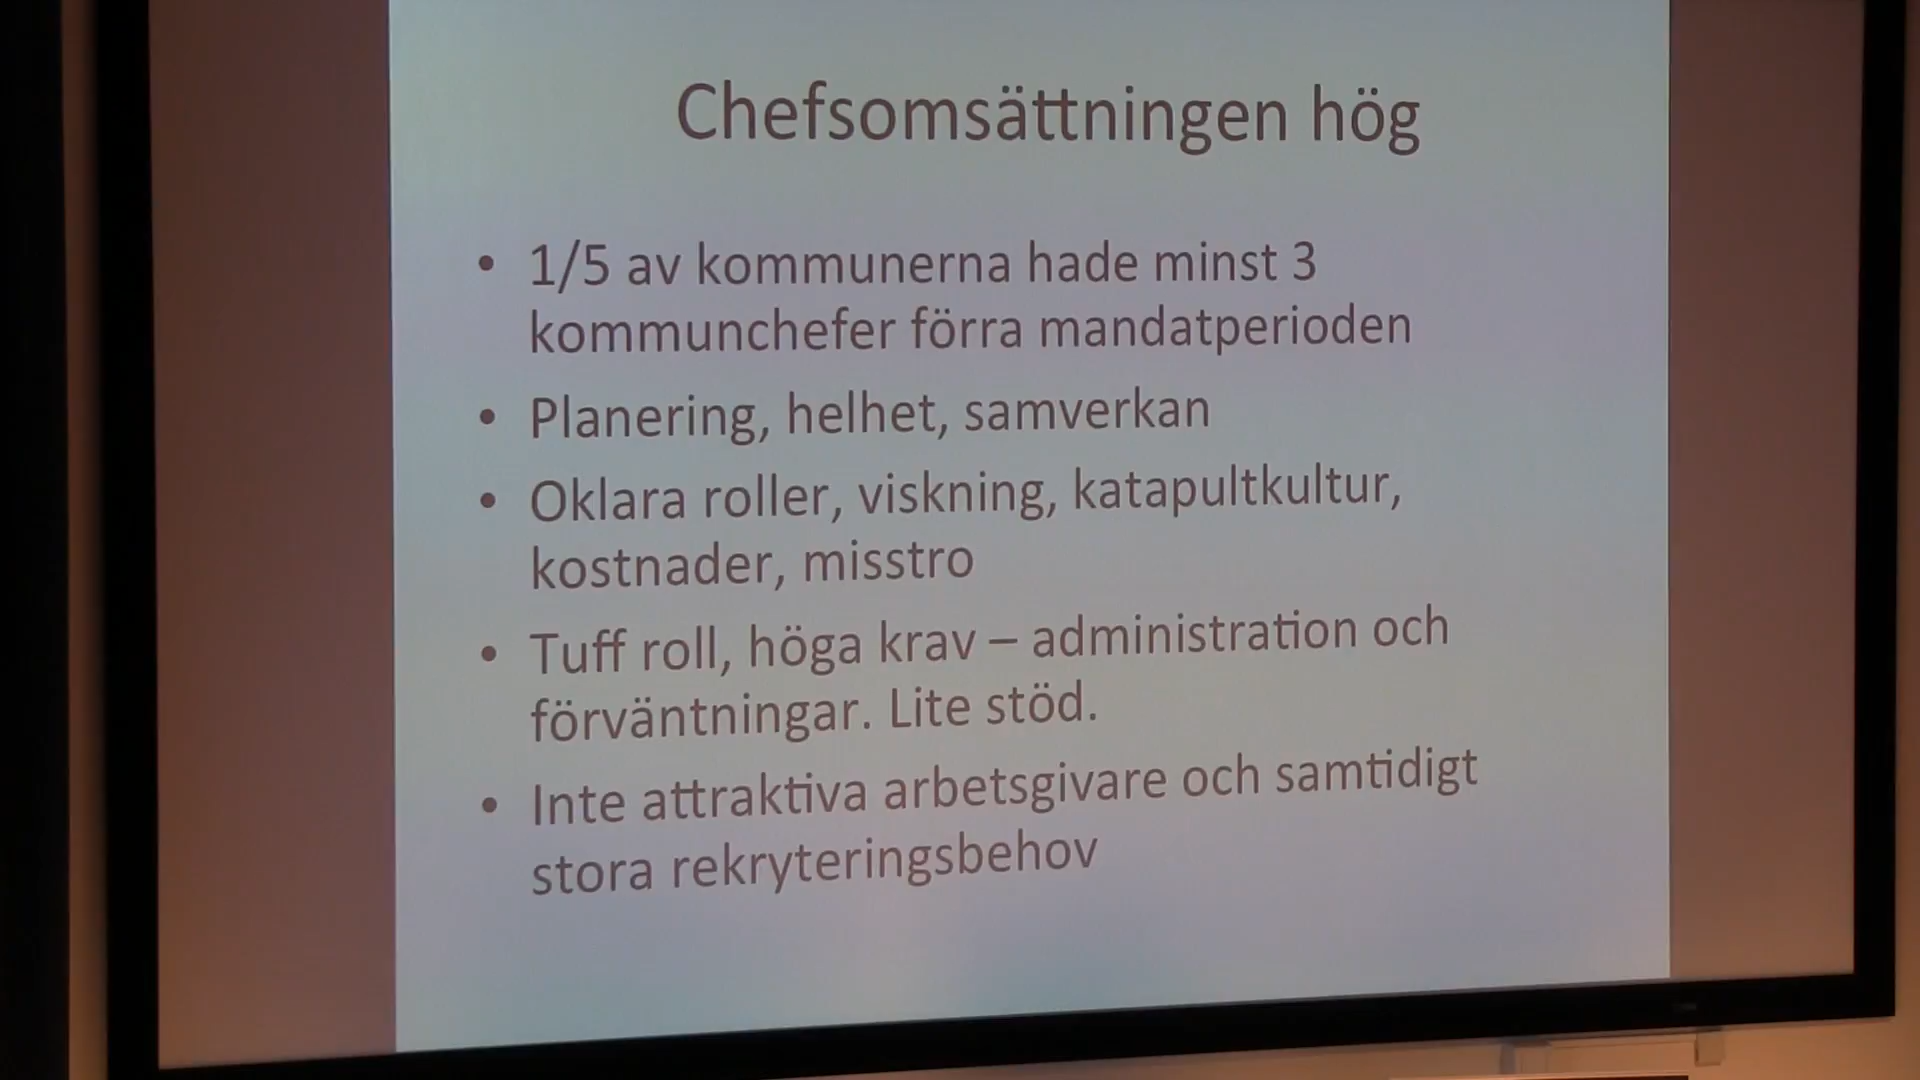 Chefsomsättningen hög
• 1/5 av kommunerna hade minst 3
kommunchefer förra mandatperioden
• Planering, helhet, samverkan
• Oklara roller, viskning, katapultkultur,
kostnader, misstro
• Tuff roll, höga krav – administration och
förväntningar. Lite stöd.
• Inte attraktiva arbetsgivare och samtidigt
stora rekryteringsbehov